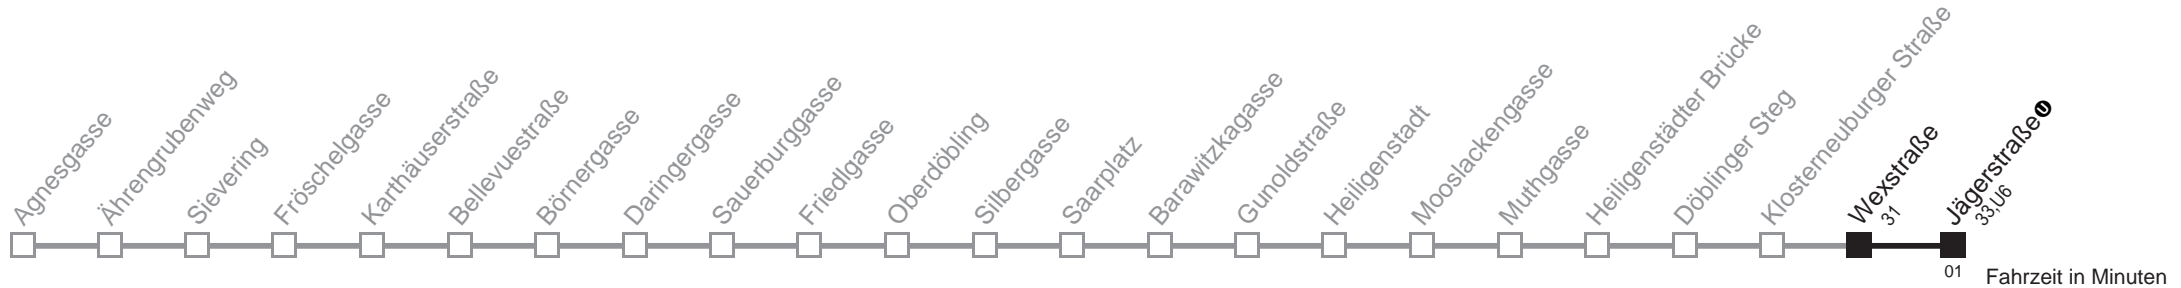 Agnesgasse
Ährengrubenweg
Sievering
Fröschelgasse
Karthäuserstraße
Bellevuestraße
Börnergasse
Daringergasse
Sauerburggasse
Friedlgasse
Oberdöbling
Silbergasse
Saarplatz
Barawitzkagasse
Gunoldstraße
Heiligenstadt
Mooslackengasse
Muthgasse
Heiligenstädter Brücke
Döblinger Steg
Klosterneuburger Straße
Wexstraße
31
Jägerstraße U
33,U6
01
Fahrzeit in Minuten